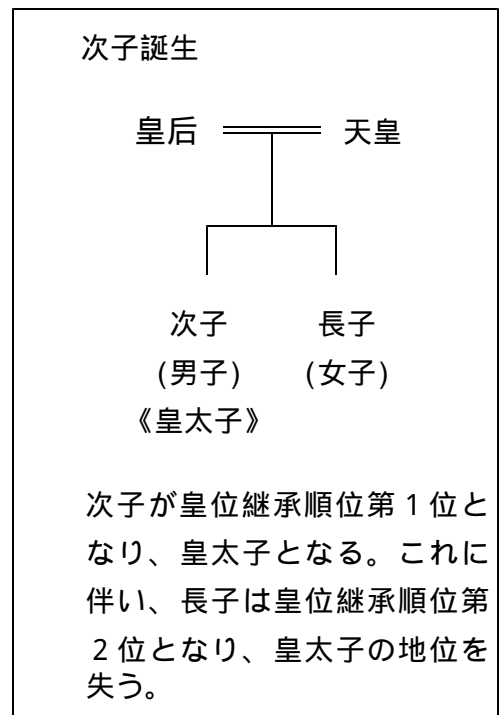 次子誕生
皇后 天皇
次子 長子
(男子) (女子)
《皇太子》
次子が皇位継承順位第１位と
なり、皇太子となる。これに
伴い、長子は皇位継承順位第
２位となり、皇太子の地位を
失う。